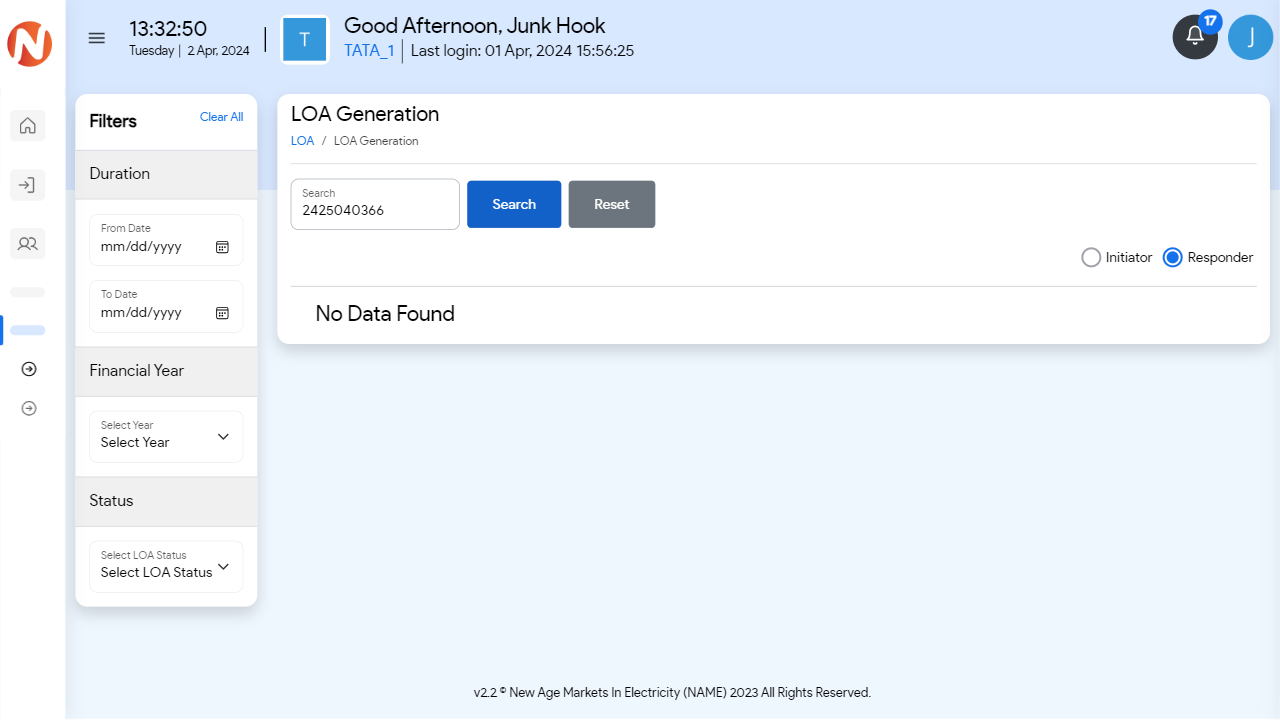 13:32:50
Tuesday | 2 Apr, 2024
T
Good Afternoon, Junk Hook
TATA_1 | Last login: 01 Apr, 2024 15:56:25
17
J
Filters
Clear All
Duration
From Date
mm/dd/yyyy
To Date
mm/dd/yyyy
Financial Year
Select Year
Select Year
Status
Select LOA Status
Select LOA Status
LOA Generation
LOA / LOA Generation
Search
2425040366
Search
Reset
Initiator
Responder
No Data Found
v2.2 © New Age Markets In Electricity (NAME) 2023 All Rights Reserved.